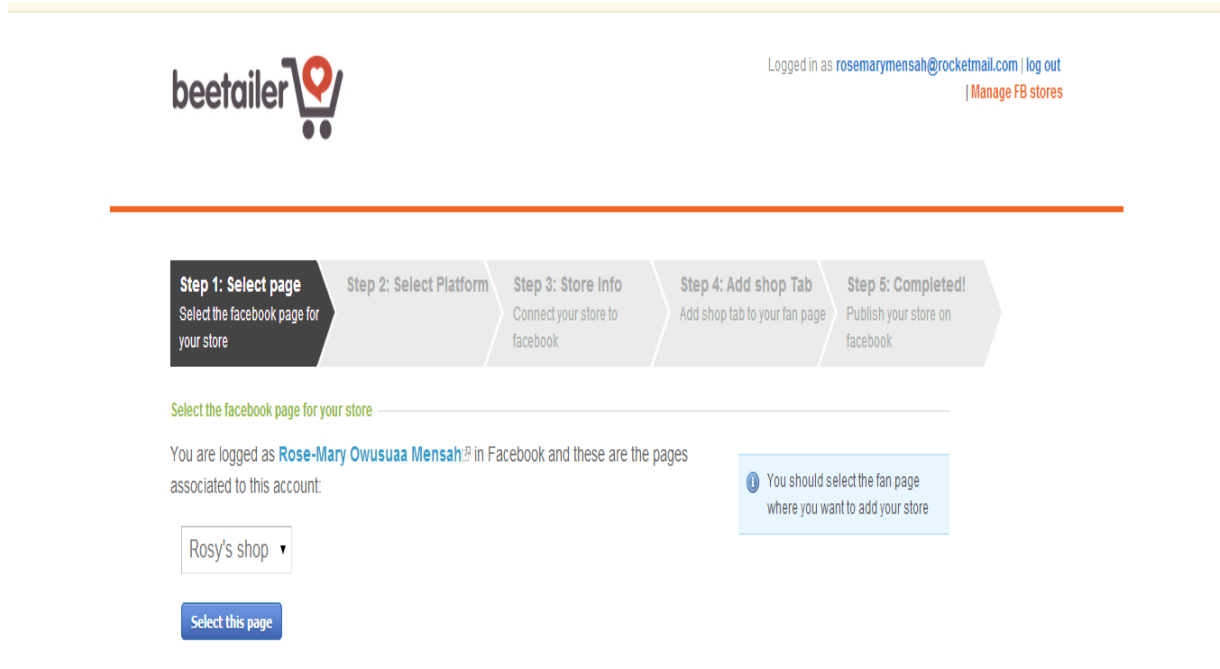 beetailer
Logged in as rosemarymensah@rocketmail.com | log out
| Manage FB stores
Step 1: Select page
Select the facebook page for
your store
Step 2: Select Platform
Step 3: Store Info
Connect your store to
facebook
Step 4: Add shop Tab
Add shop tab to your fan page
Step 5: Completed!
Publish your store on
facebook
Select the facebook page for your store
You are logged as Rose-Mary Owusuaa Mensah in Facebook and these are the pages
associated to this account:
You should select the fan page
where you want to add your store
Rosy's shop
Select this page